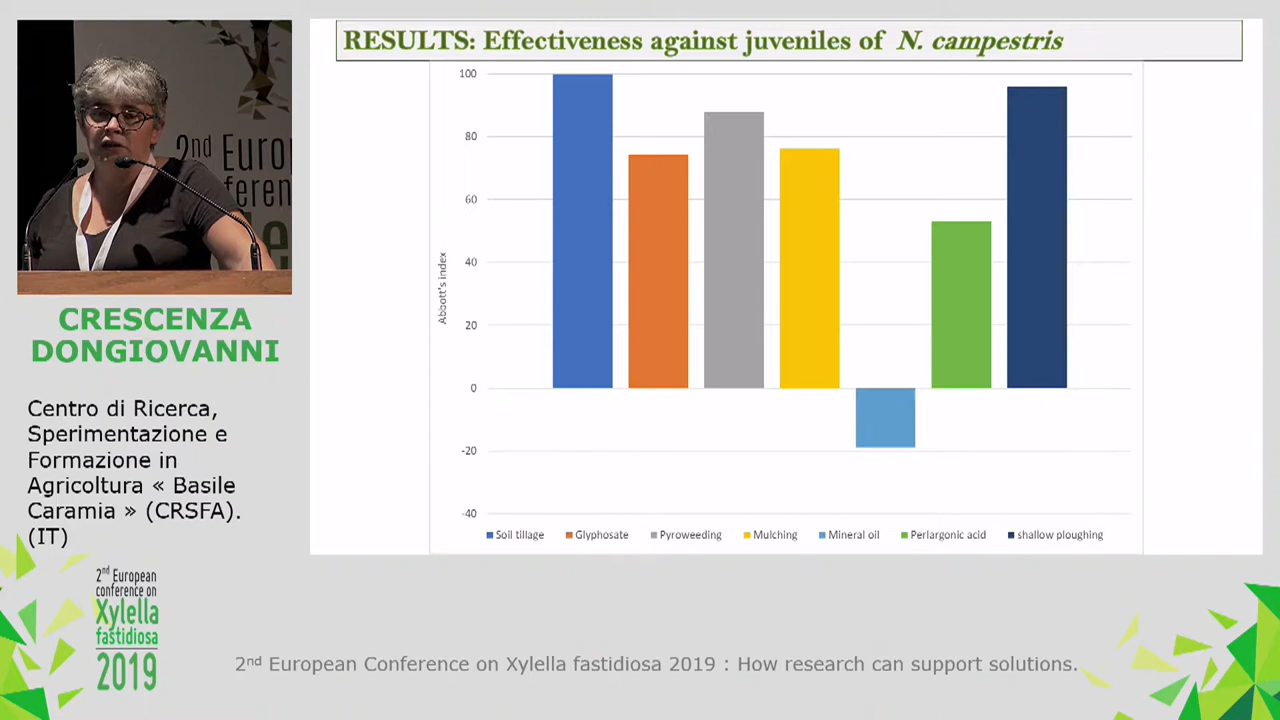 RESULTS: Effectiveness against juveniles of N. campestris
100
80
60
40
20
0
-20
-40
Abbott's index
Soil tillage
Glyphosate
Pyroweeding
Mulching
Mineral oil
Perlargonic acid
shallow ploughing
2nd Europ
CRESCENZA
DONGIOVANNI
Centro di Ricerca,
Sperimentazione e
Formazione in
Agricoltura « Basile
Caramia » (CRSFA).
(IT)
2nd European
conference on
Xylella
fastidiosa
2019
2nd European Conference on Xylella fastidiosa 2019 : How research can support solutions.